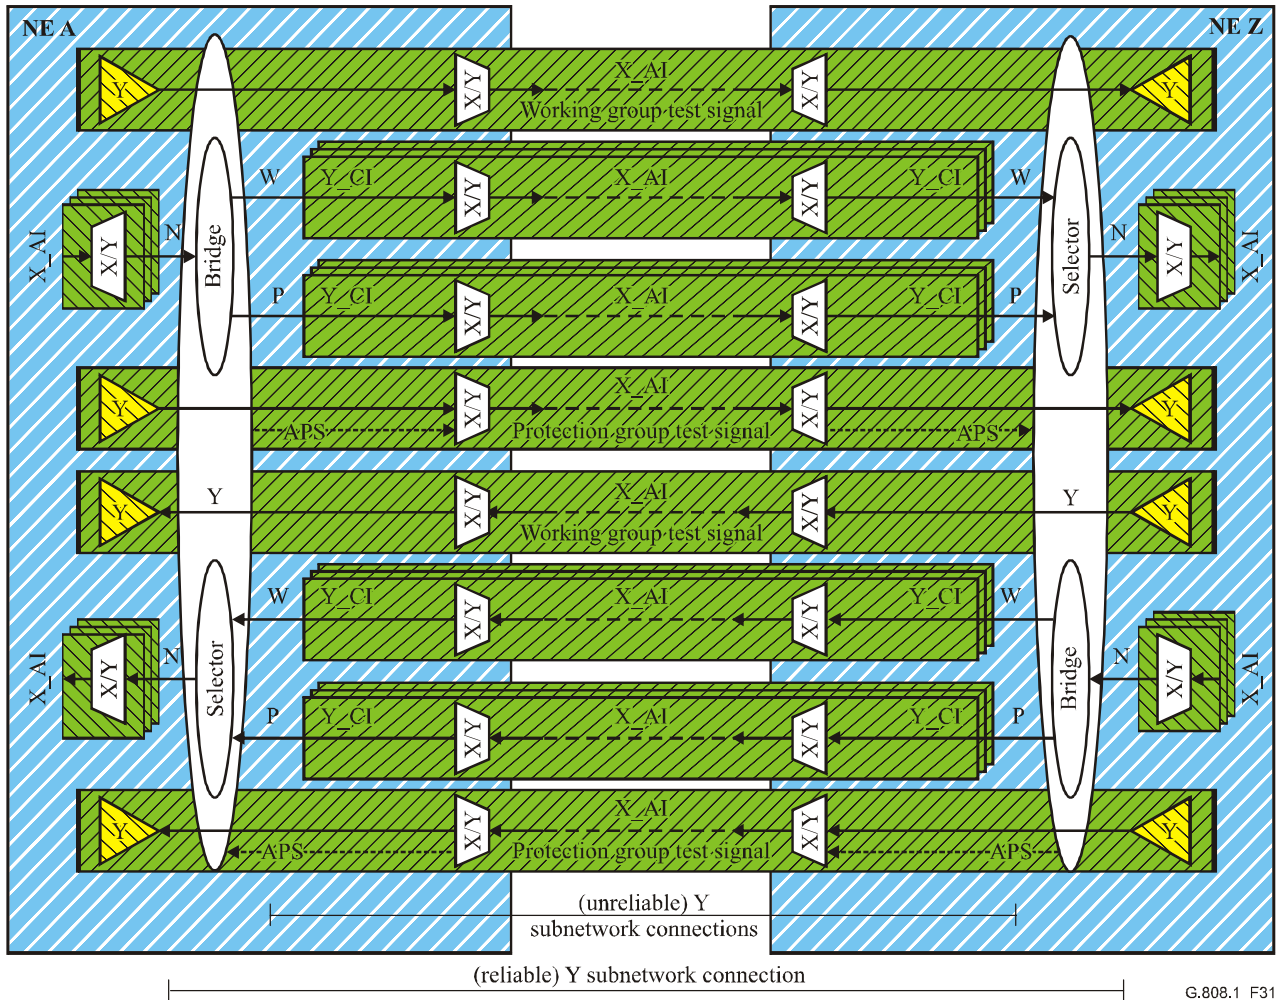 NE A
NE Z
Y
X/Y
X_AI
X/Y
Y
Working group test signal
W
Y_CI
X/Y
X_AI
X/Y
Y_CI
W
X_AI
X/Y
N
Bridge
Selector
N
X/Y
X_AI
P
Y_CI
X/Y
X_AI
X/Y
Y_CI
P
Y
X/Y
X_AI
X/Y
Y
APS
Protection group test signal
APS
Y
Y
X/Y
X_AI
X/Y
Y
Y
Working group test signal
W
Y_CI
X/Y
X_AI
X/Y
Y_CI
W
X_AI
X/Y
N
Selector
Bridge
N
X/Y
X_AI
P
Y_CI
X/Y
X_AI
X/Y
Y_CI
P
Y
X/Y
X_AI
X/Y
Y
APS
Protection group test signal
APS
(unreliable) Y
subnetwork connections
(reliable) Y subnetwork connection
G.808.1_F31